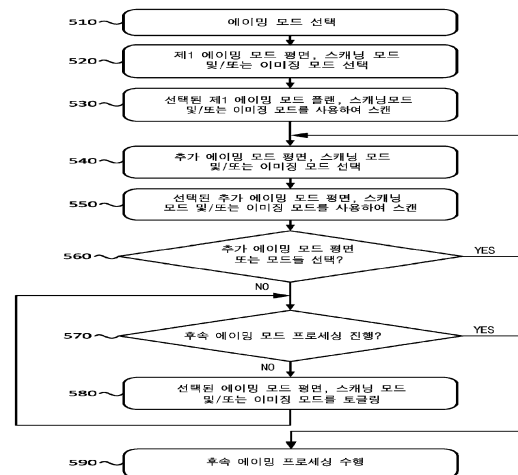 510
에이밍 모드 선택
520
제1 에이밍 모드 평면, 스캐닝 모드
및/또는 이미징 모드 선택
530
선택된 제1 에이밍 모드 플랜, 스캐닝모드
및/또는 이미징 모드를 사용하여 스캔
540
추가 에이밍 모드 평면, 스캐닝 모드
및/또는 이미징 모드 선택
550
선택된 추가 에이밍 모드 평면, 스캐닝
모드 및/또는 이미징 모드를 사용하여 스캔
560
추가 에이밍 모드 평면
또는 모드들 선택?
YES
NO
570
후속 에이밍 모드 프로세싱 진행?
YES
NO
580
선택된 에이밍 모드 평면, 스캐닝 모드
및/또는 이미징 모드를 토글링
590
후속 에이밍 프로세싱 수행